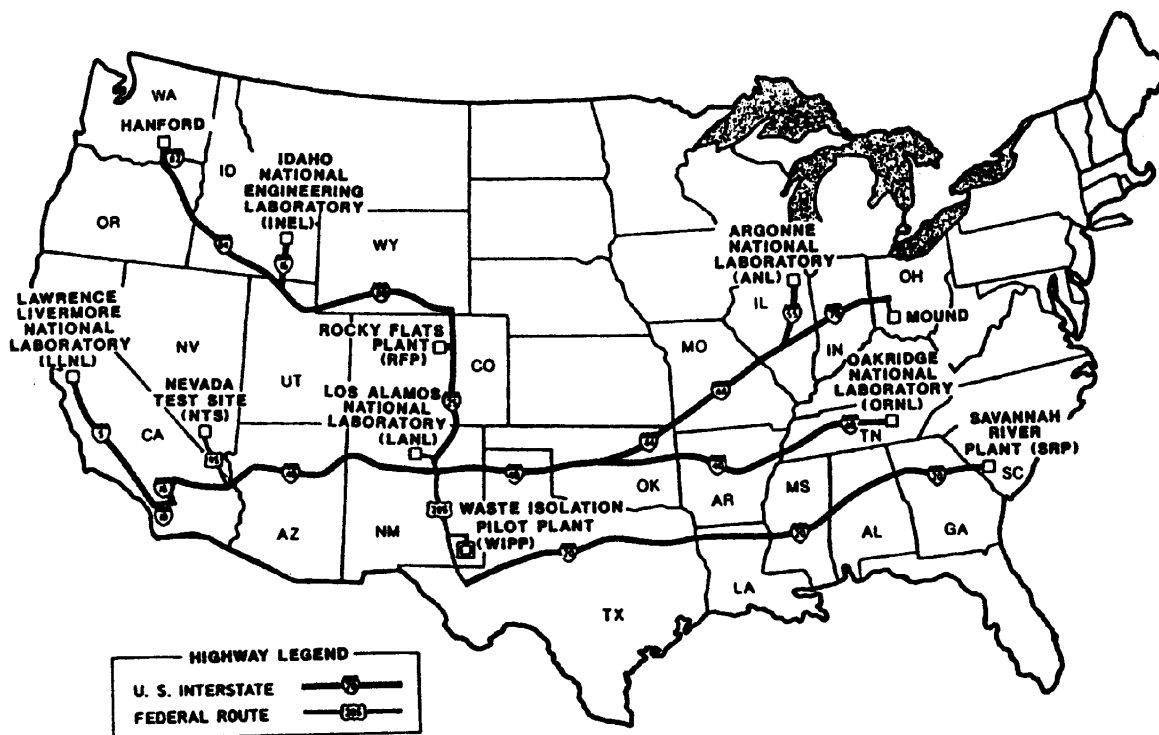 WA
HANFORD
ID
IDAHO
NATIONAL
ENGINEERING
LABORATORY
(INEL)
OR
WY
ARGONNE
NATIONAL
LABORATORY
(ANL)
IL
OH
MOUND
LAWRENCE
LIVERMORE
NATIONAL
LABORATORY
(LLNL)
NV
ROCKY FLATS
PLANT
(RFP)
CO
MO
IN
OAKRIDGE
NATIONAL
LABORATORY
(ORNL)
UT
NEVADA
TEST SITE
(NTS)
LOS ALAMOS
NATIONAL
LABORATORY
(LANL)
CA
5
TN
SAVANNAH
RIVER
PLANT (SRP)
SC
OK
AR
MS
AZ
NM
WASTE ISOLATION
PILOT PLANT
(WIPP)
AL
GA
LA
TX
HIGHWAY LEGEND
U. S. INTERSTATE
FEDERAL ROUTE